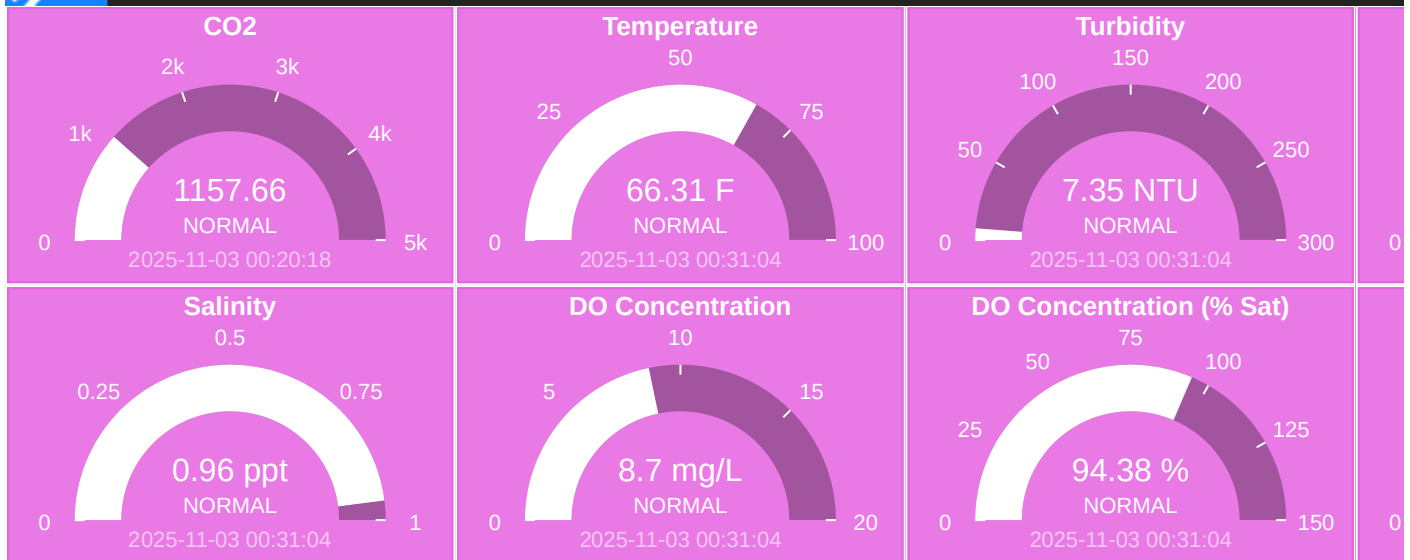 CO2
2k
3k
1k
4k
1157.66
NORMAL
0
5k
2025-11-03 00:20:18
Temperature
50
25
75
66.31 F
NORMAL
0
100
2025-11-03 00:31:04
Turbidity
150
100
200
50
250
7.35 NTU
NORMAL
0
300
2025-11-03 00:31:04
0
Salinity
0.5
0.25
0.75
0.96 ppt
NORMAL
0
1
2025-11-03 00:31:04
DO Concentration
10
5
15
8.7 mg/L
NORMAL
0
20
2025-11-03 00:31:04
DO Concentration (% Sat)
75
50
100
25
125
94.38 %
NORMAL
0
150
2025-11-03 00:31:04
0